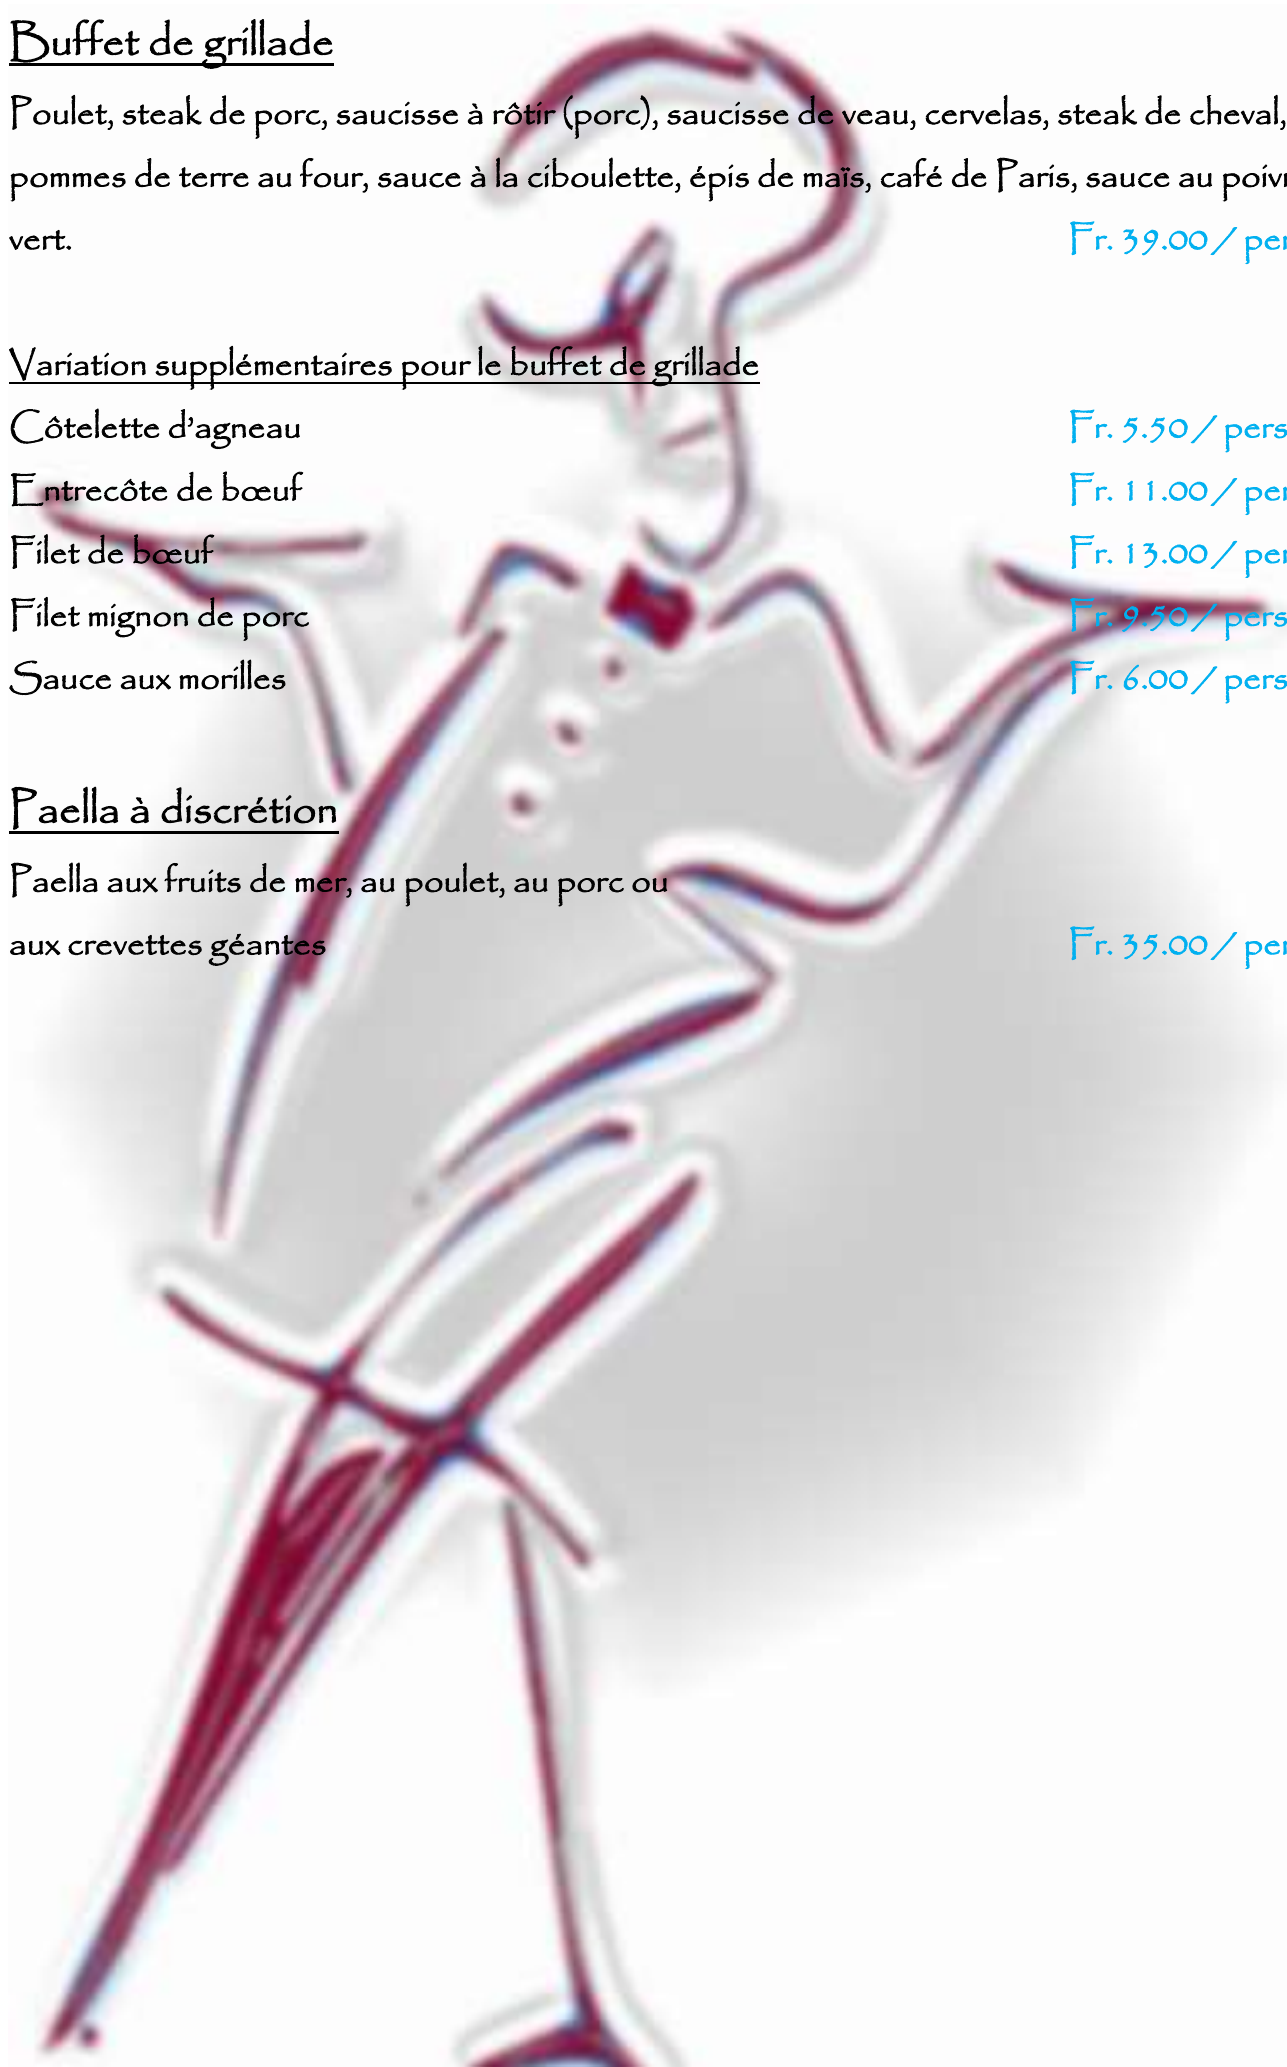 Buffet de grillade
Poulet, steak de porc, saucisse à rôtir (porc), saucisse de veau, cervelas, steak de cheval,
pommes de terre au four, sauce à la ciboulette, épis de maïs, café de Paris, sauce au poivr
vert. Fr. 39.00 / per
Variation supplémentaires pour le buffet de grillade
Côtelette d'agneau Fr. 5.50 / pers
Entrecôte de bœuf Fr. 11.00 / per
Filet de bœuf Fr. 13.00 / per
Filet mignon de porc Fr. 9.50 / pers
Sauce aux morilles Fr. 6.00 / pers
Paella à discrétion
Paella aux fruits de mer, au poulet, au porc ou
aux crevettes géantes Fr. 35.00 / per